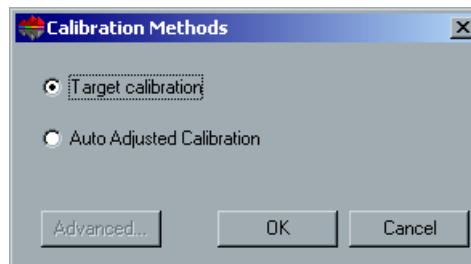 Calibration Methods
Target calibration
Auto Adjusted Calibration
Advanced... OK Cancel